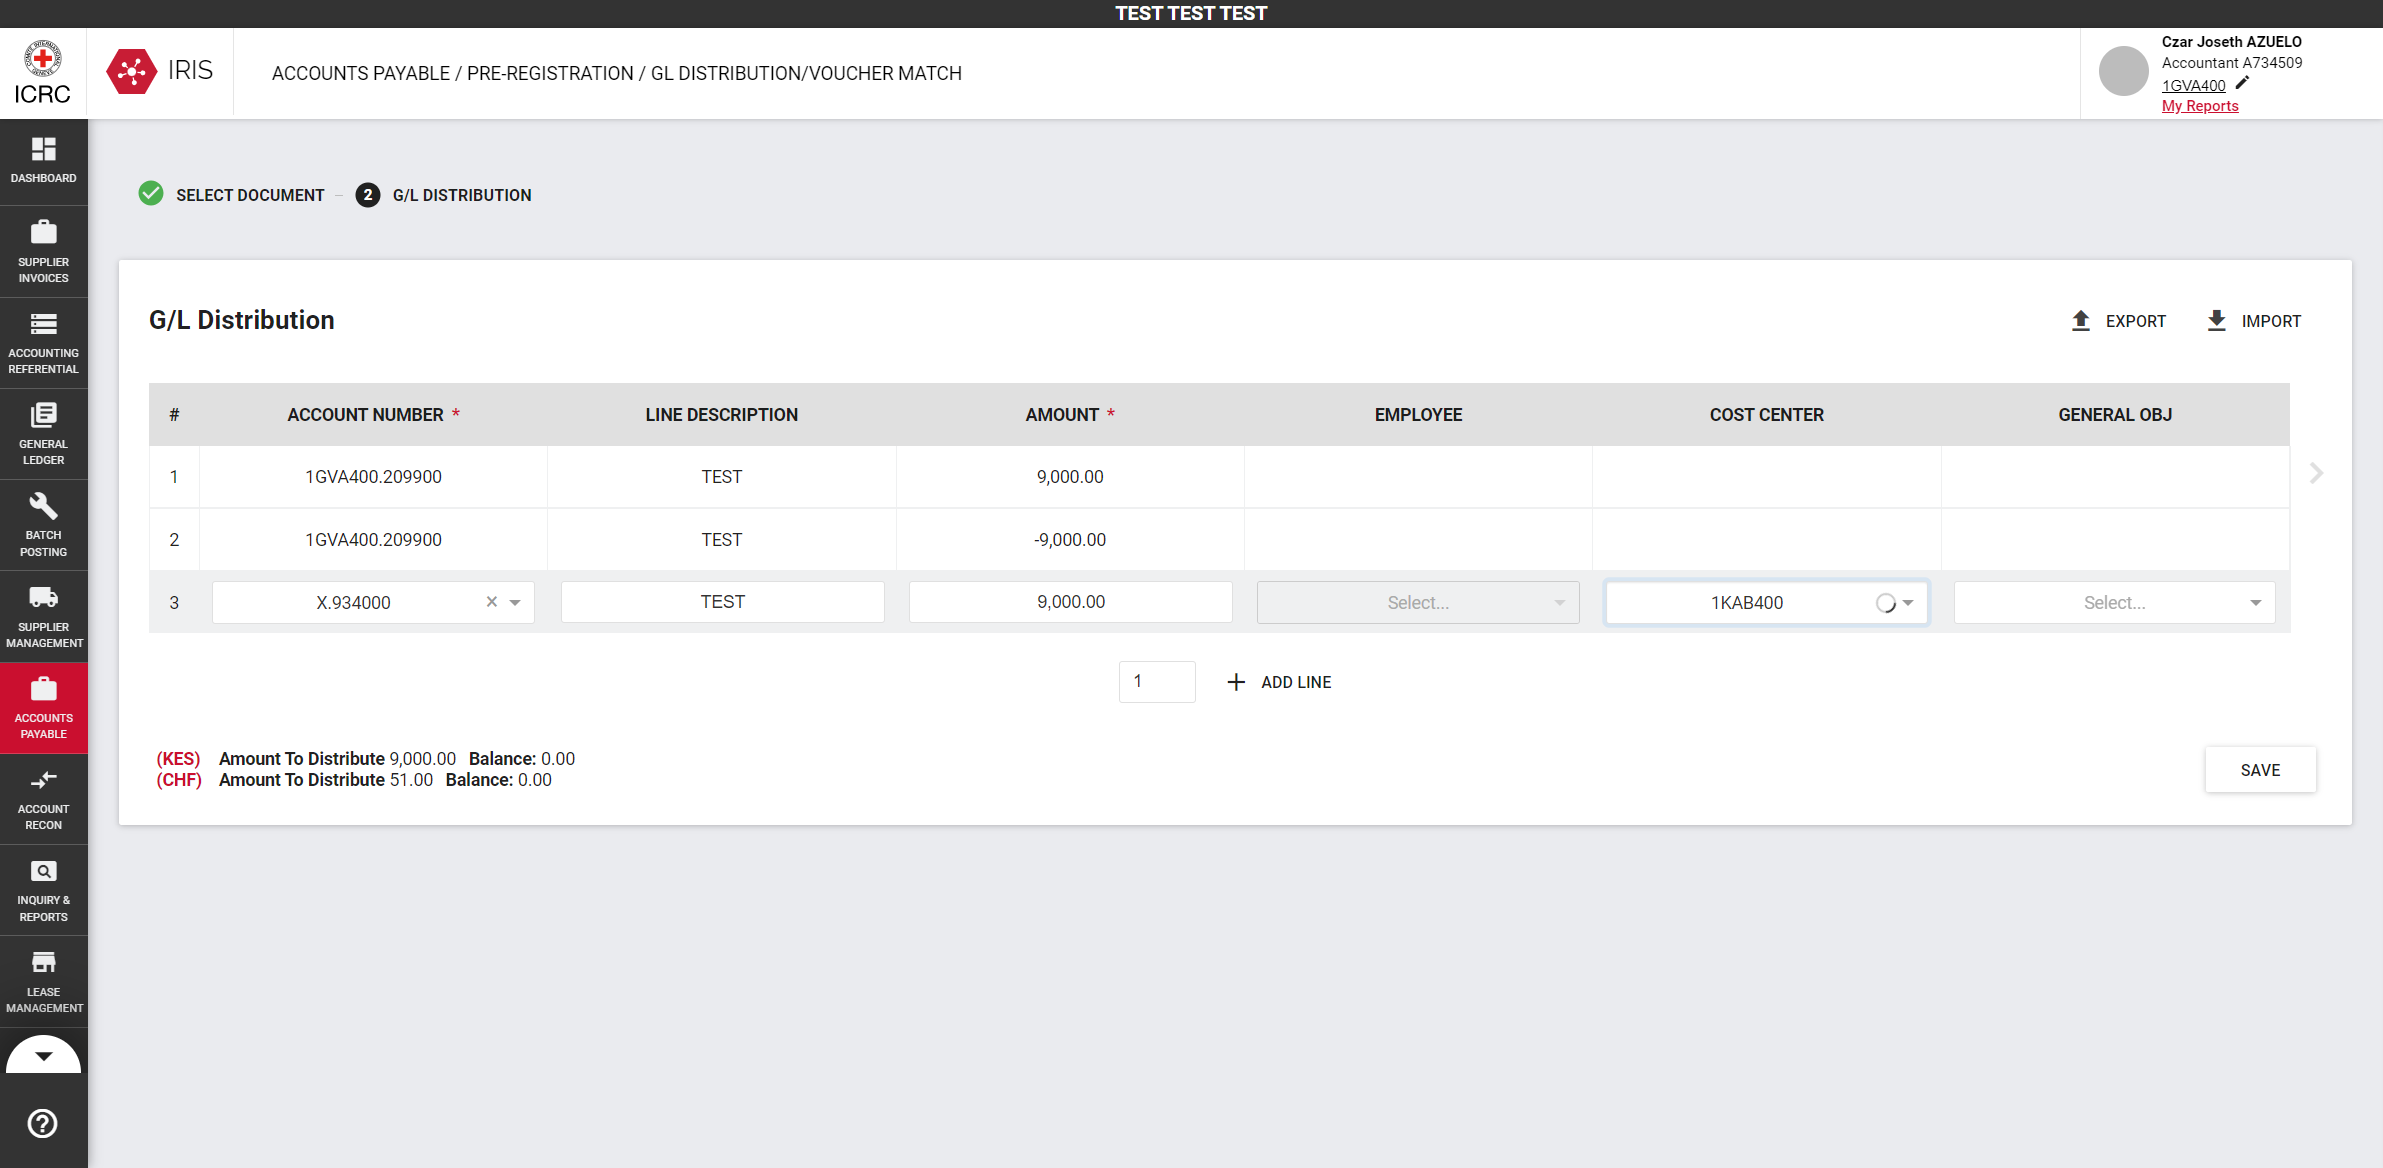 TEST TEST TEST
ICRC
IRIS
ACCOUNTS PAYABLE / PRE-REGISTRATION / GL DISTRIBUTION/VOUCHER MATCH
Czar Joseth AZUELO
Accountant A734509
1GVA400
My Reports
DASHBOARD
SUPPLIER
INVOICES
ACCOUNTING
REFERENTIAL
GENERAL
LEDGER
BATCH
POSTING
SUPPLIER
MANAGEMENT
ACCOUNTS
PAYABLE
ACCOUNT
RECON
INQUIRY &
REPORTS
LEASE
MANAGEMENT
SELECT DOCUMENT – 2 G/L DISTRIBUTION
G/L Distribution
EXPORT IMPORT
# ACCOUNT NUMBER * LINE DESCRIPTION AMOUNT * EMPLOYEE COST CENTER GENERAL OBJ
1 1GVA400.209900 TEST 9,000.00
2 1GVA400.209900 TEST -9,000.00
3 X.934000 TEST 9,000.00 Select... 1KAB400 Select...
1 + ADD LINE
(KES) Amount To Distribute 9,000.00 Balance: 0.00
(CHF) Amount To Distribute 51.00 Balance: 0.00
SAVE